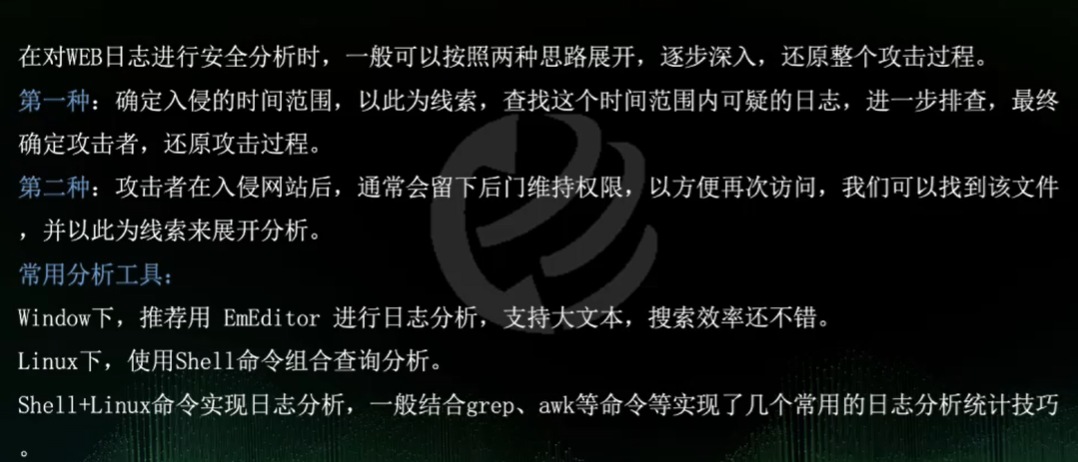 在对WEB日志进行安全分析时，一般可以按照两种思路展开，逐步深入，还原整个攻击过程。
第一种：确定入侵的时间范围，以此为线索，查找这个时间范围内可疑的日志，进一步排查，最终
确定攻击者，还原攻击过程。
第二种：攻击者在入侵网站后，通常会留下后门维持权限，以方便再次访问，我们可以找到该文件
，并以此为线索来展开分析。
常用分析工具：
Window下，推荐用 EmEditor 进行日志分析，支持大文本，搜索效率还不错。
Linux下，使用Shell命令组合查询分析。
Shell+Linux命令实现日志分析，一般结合grep、awk等命令等实现了几个常用的日志分析统计技巧
。